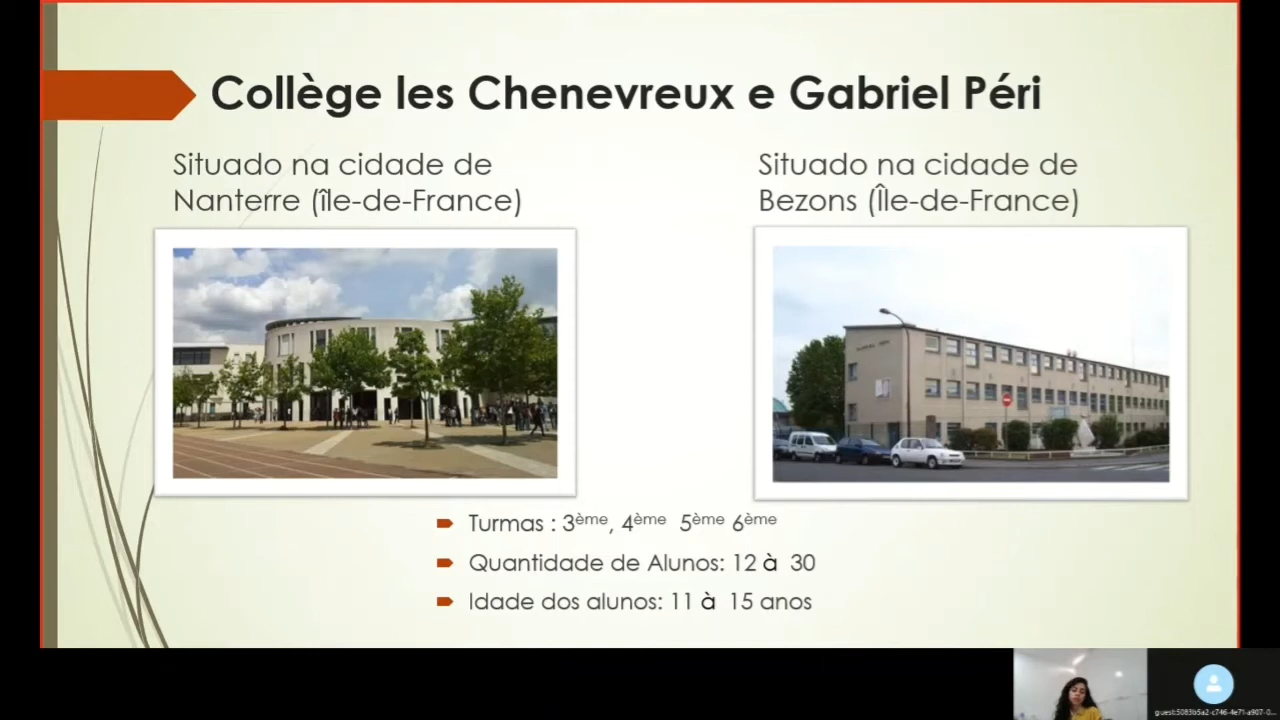 Collège les Chenevreux e Gabriel Péri
Situado na cidade de
Nanterre (île-de-France)
Situado na cidade de
Bezons (Île-de-France)
Turmas : 3ème, 4ème 5ème 6ème
Quantidade de Alunos: 12 à 30
Idade dos alunos: 11 à 15 anos